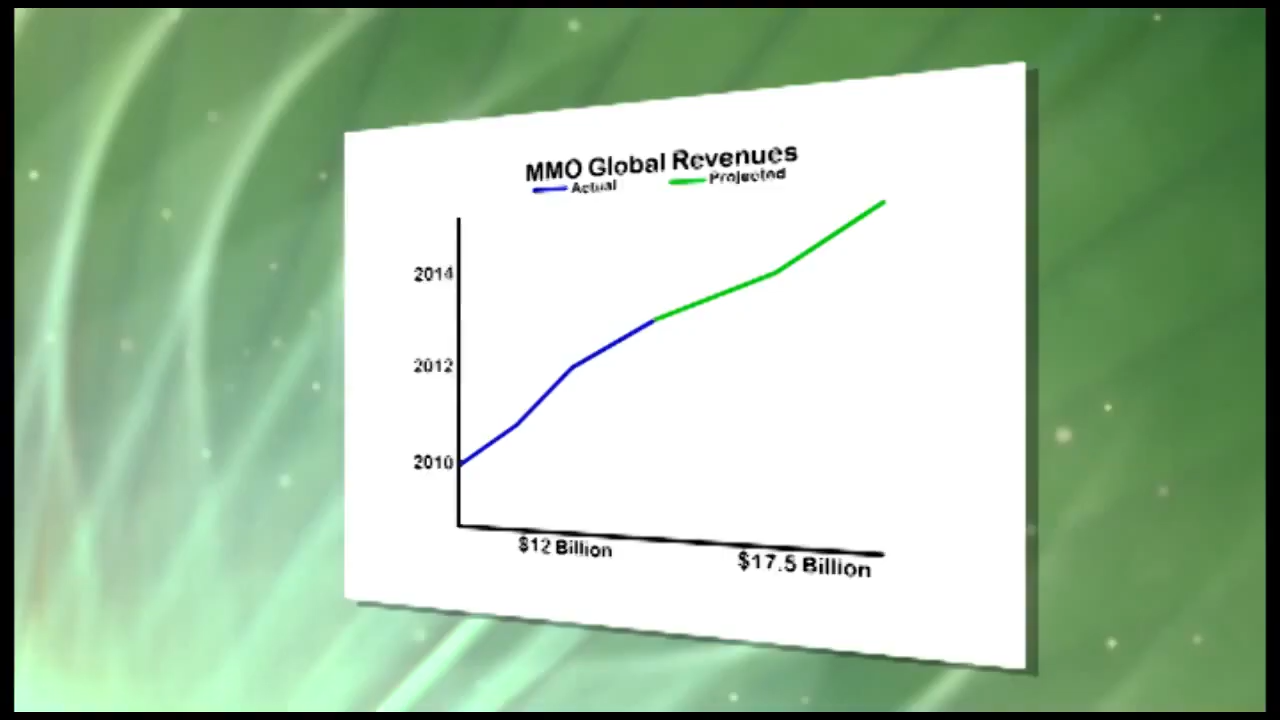 MMO Global Revenues
Actual Projected
2014
2012
2010
$12 Billion $17.5 Billion